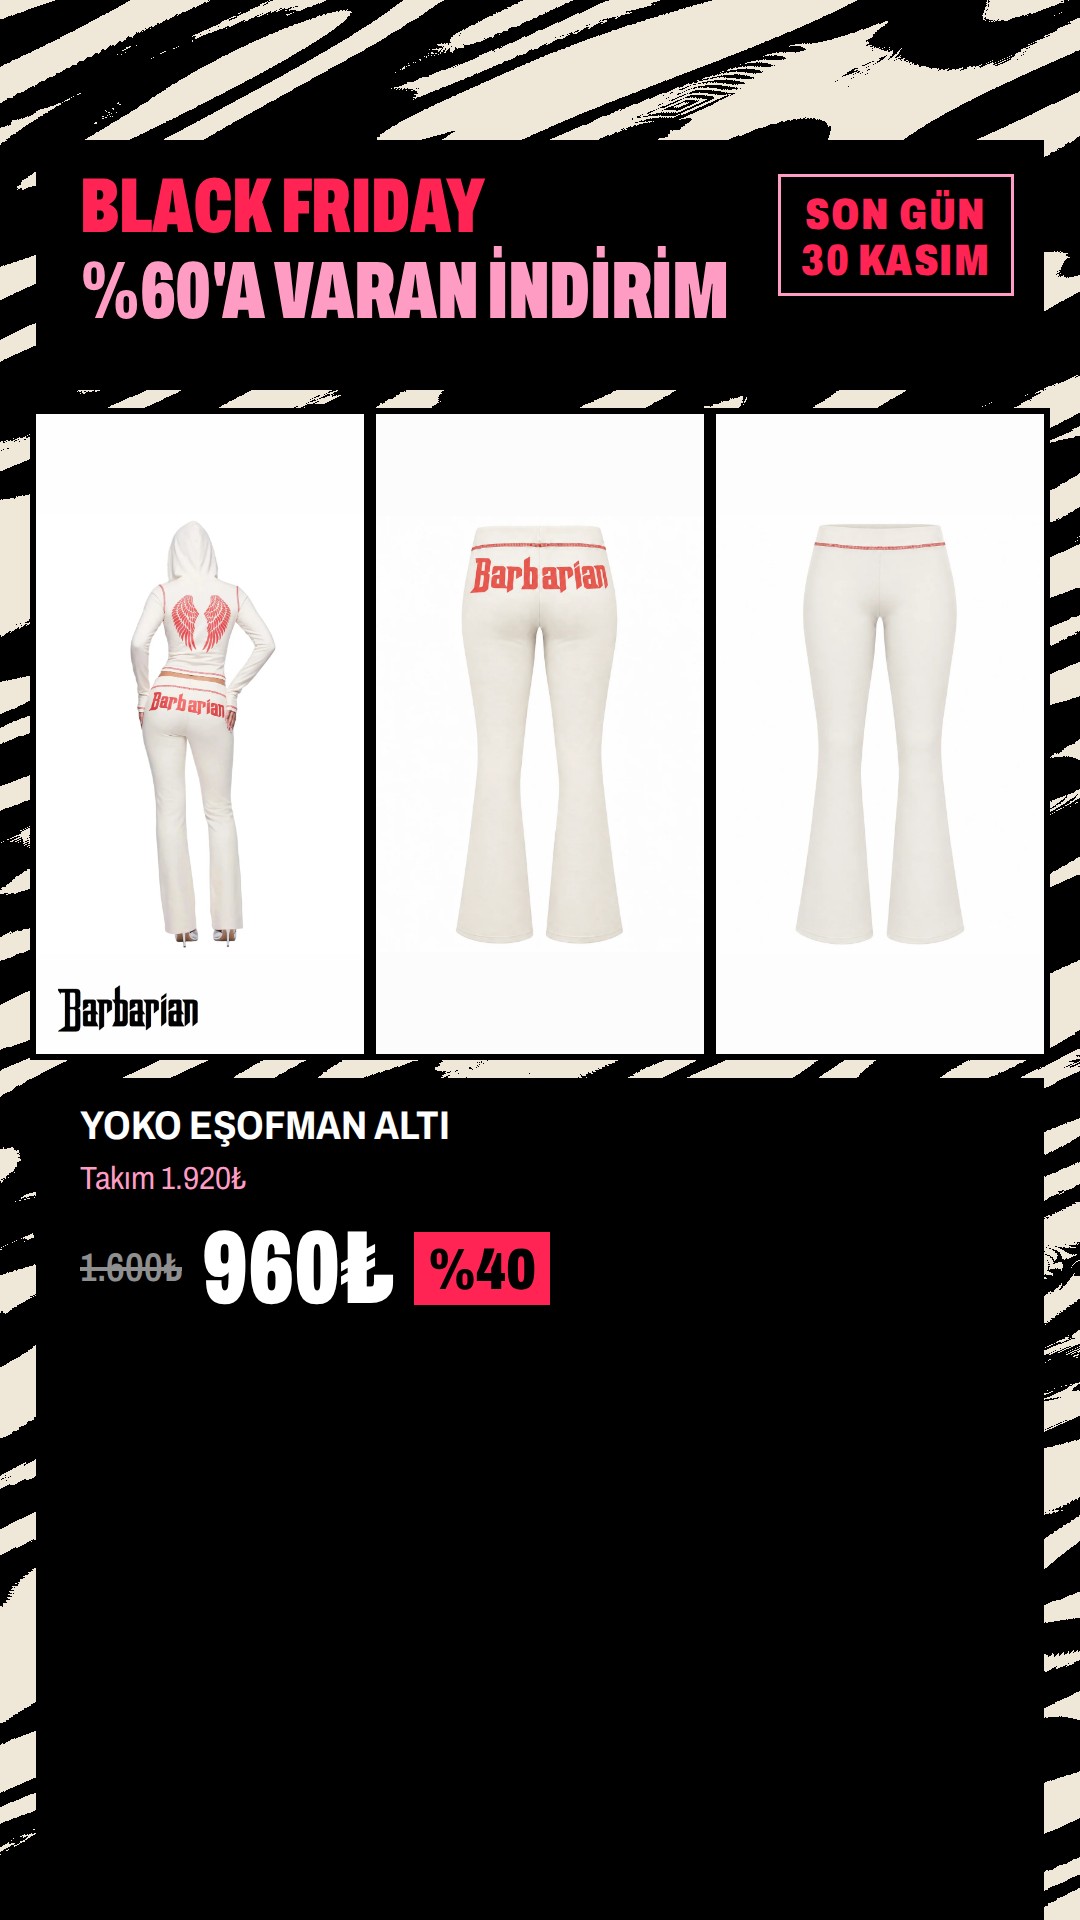 BLACK FRIDAY
%60'A VARAN İNDİRİM
SON GÜN
30 KASIM
Barbarian
Barbarian
Barbarian
YOKO EŞOFMAN ALTI
Takım 1.920₺
1.600₺ 960₺ %40